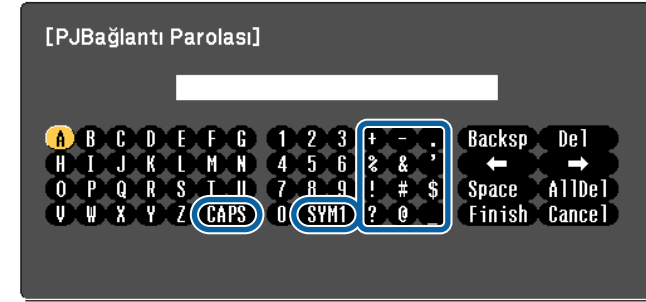 [PJBağlantı Parolası]
A B C D E F G 1 2 3 + - . Backsp Del
H I J K L M N 4 5 6 % & ' ← →
O P Q R S T U 7 8 9 ! # $ Space AllDel
V W X Y Z CAPS 0 SYM1 ? @ _ Finish Cancel